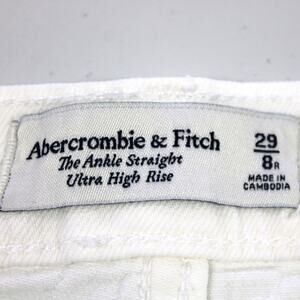 Abercrombie & Fitch
The Ankle Straight
Ultra High Rise
29
8R
MADE IN
CAMBODIA